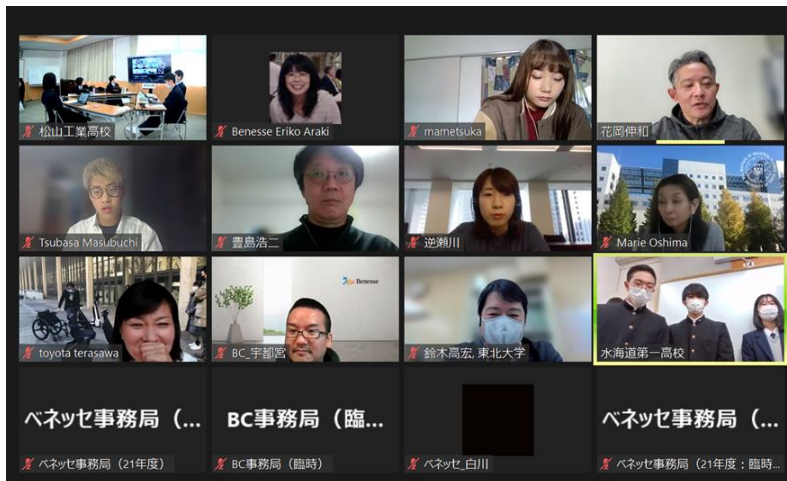 松山工業高校
Benesse Eriko Araki
mametsuka
花岡伸和
Tsubasa Masubuchi
豊島浩二
逆瀬川
Marie Oshima
toyota terasawa
Benesse
BC_宇都宮
鈴木高宏, 東北大学
水海道第一高校
ベネッセ事務局（...
BC事務局（臨...
ベネッセ事務局（...
ベネッセ事務局（21年度）
BC事務局（臨時）
ベネッセ_白川
ベネッセ事務局（21年度：臨時...